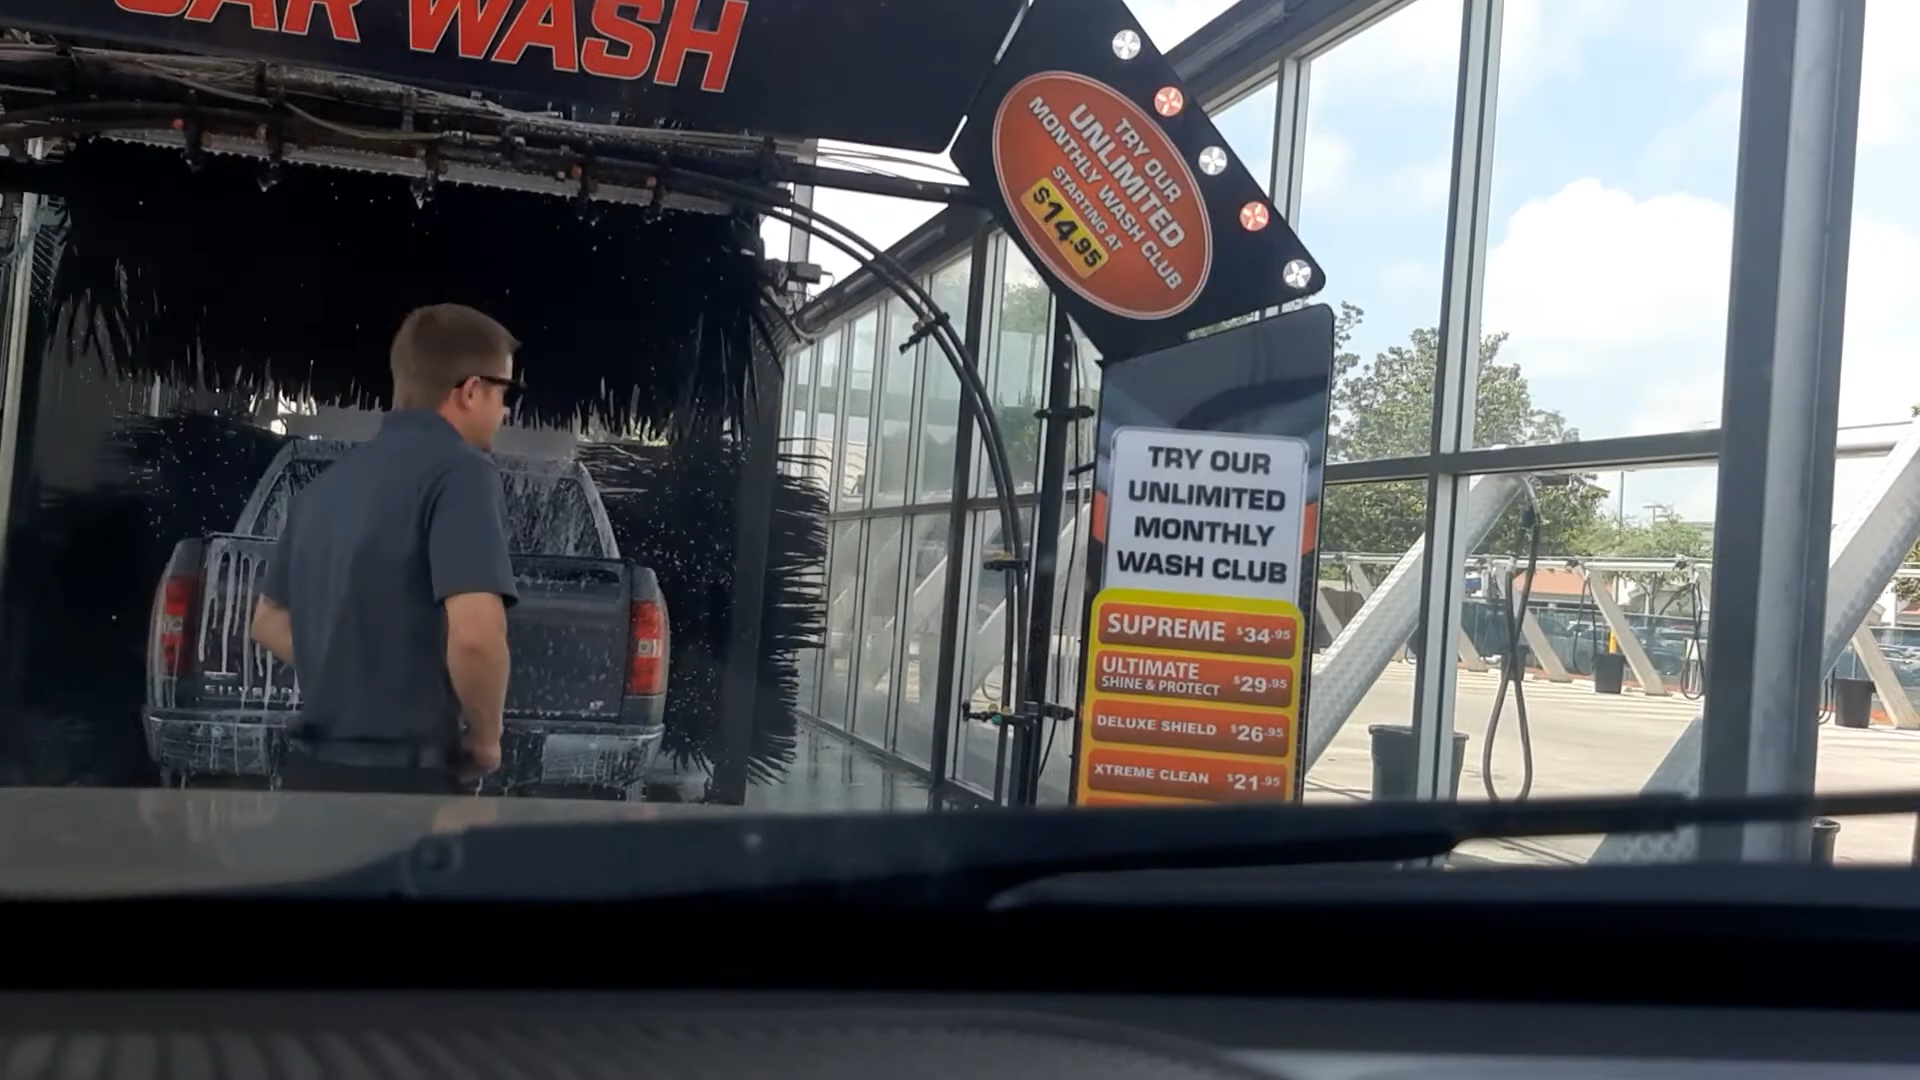 CAR WASH
TRY OUR
UNLIMITED
MONTHLY WASH CLUB
STARTING AT
$14.95
TRY OUR
UNLIMITED
MONTHLY
WASH CLUB
SUPREME $34.95
ULTIMATE
SHINE & PROTECT $29.95
DELUXE SHIELD $26.95
XTREME CLEAN $21.95